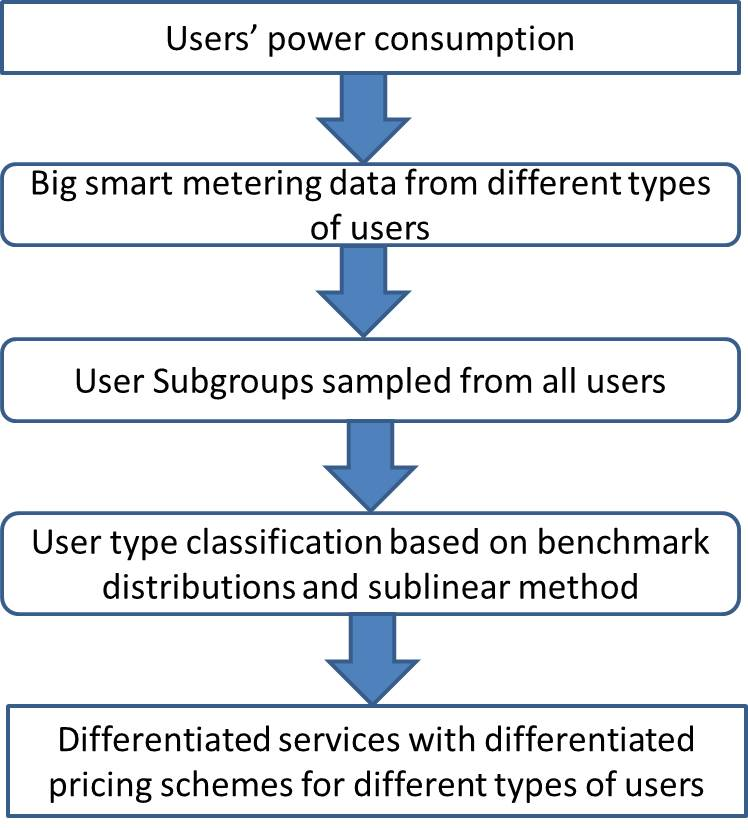 Users’ power consumption
Big smart metering data from different types
of users
User Subgroups sampled from all users
User type classification based on benchmark
distributions and sublinear method
Differentiated services with differentiated
pricing schemes for different types of users